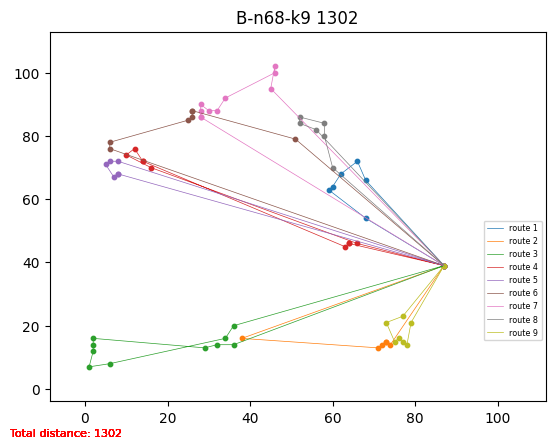 B-n68-k9 1302
100
80
60
40
20
0
0
20
40
60
80
100
route 1
route 2
route 3
route 4
route 5
route 6
route 7
route 8
route 9
Total distance: 1302